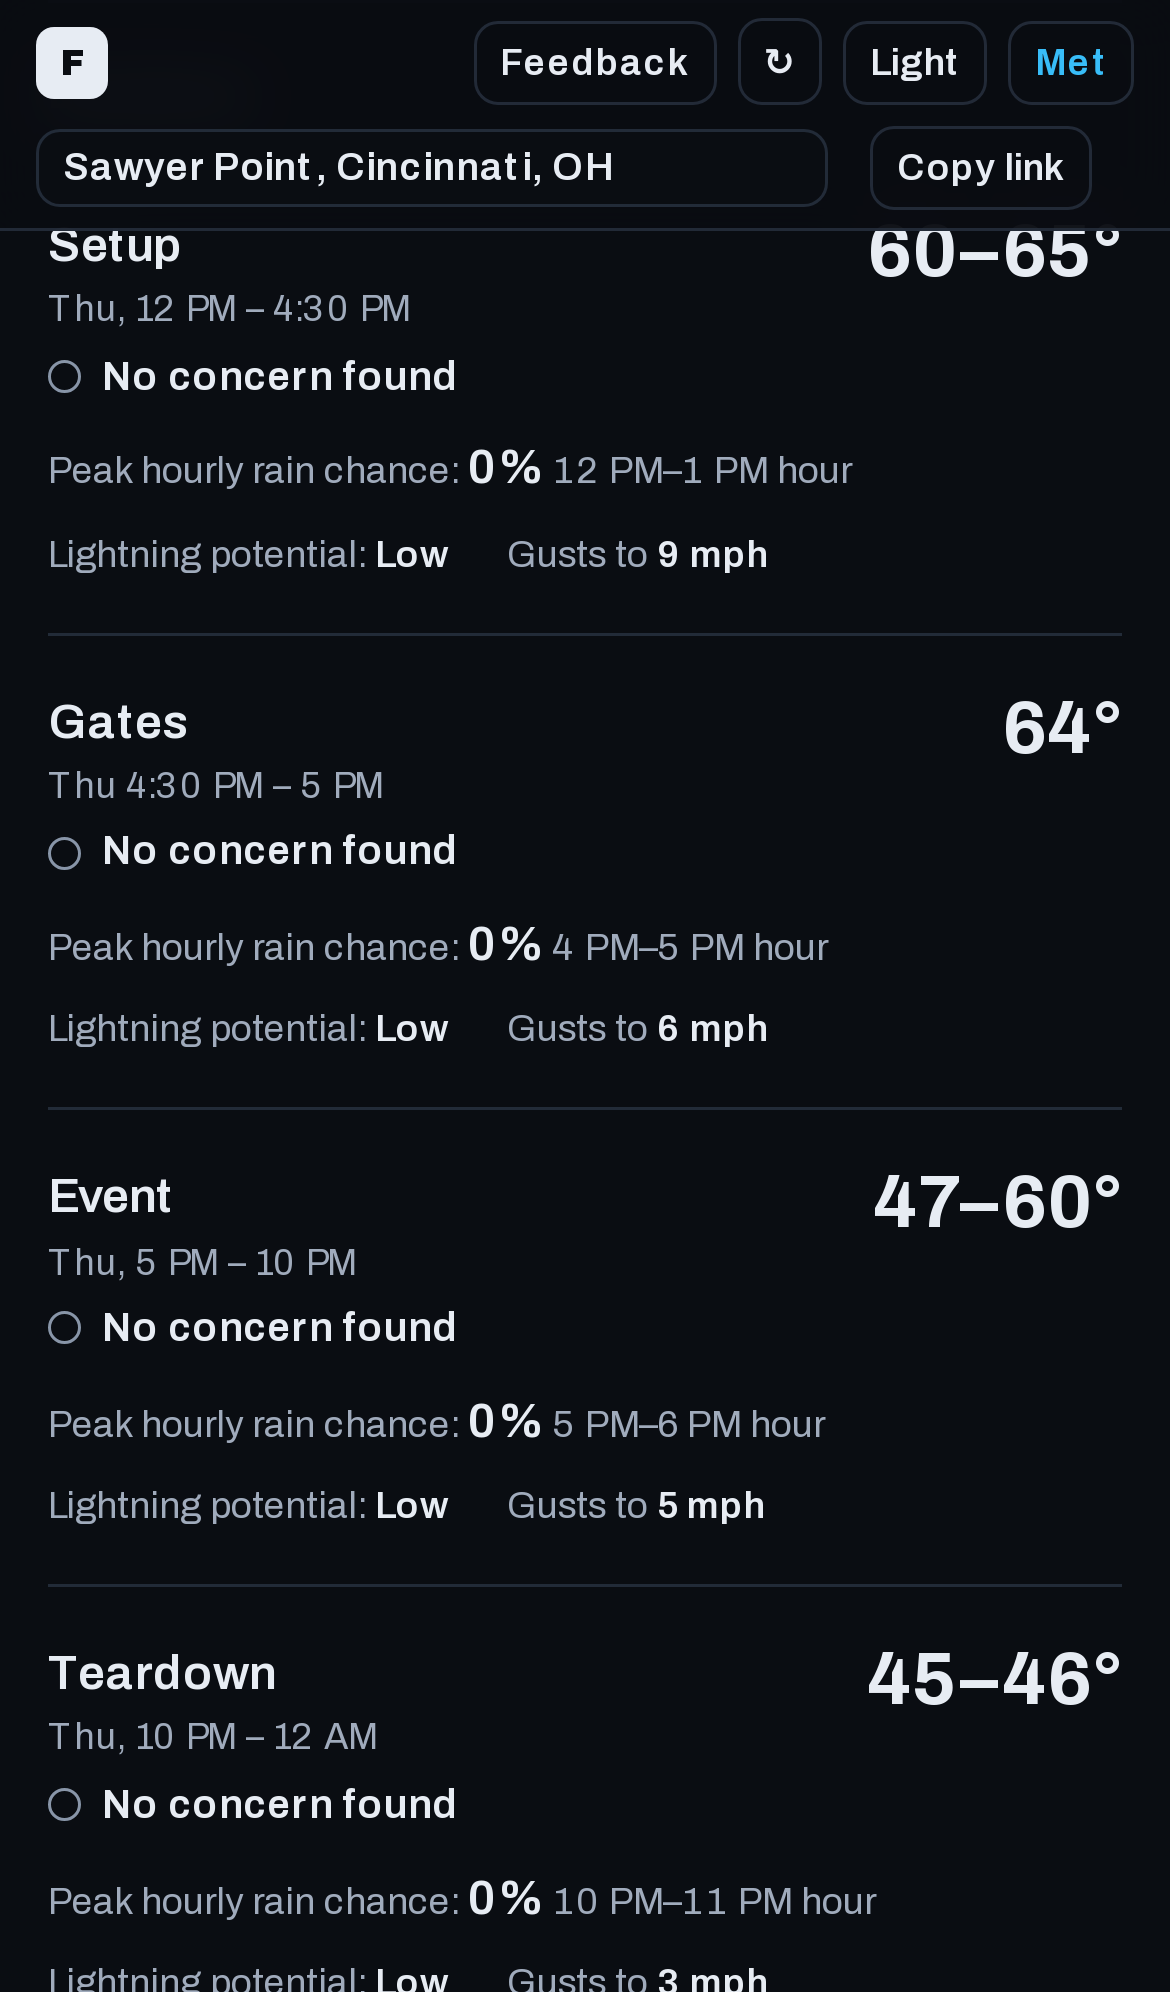 F
Feedback ↻ Light Met
Sawyer Point, Cincinnati, OH Copy link
Setup 60–65°
Thu, 12 PM – 4:30 PM
No concern found
Peak hourly rain chance: 0% 12 PM–1 PM hour
Lightning potential: Low Gusts to 9 mph
Gates 64°
Thu 4:30 PM – 5 PM
No concern found
Peak hourly rain chance: 0% 4 PM–5 PM hour
Lightning potential: Low Gusts to 6 mph
Event 47–60°
Thu, 5 PM – 10 PM
No concern found
Peak hourly rain chance: 0% 5 PM–6 PM hour
Lightning potential: Low Gusts to 5 mph
Teardown 45–46°
Thu, 10 PM – 12 AM
No concern found
Peak hourly rain chance: 0% 10 PM–11 PM hour
Lightning potential: Low Gusts to 3 mph